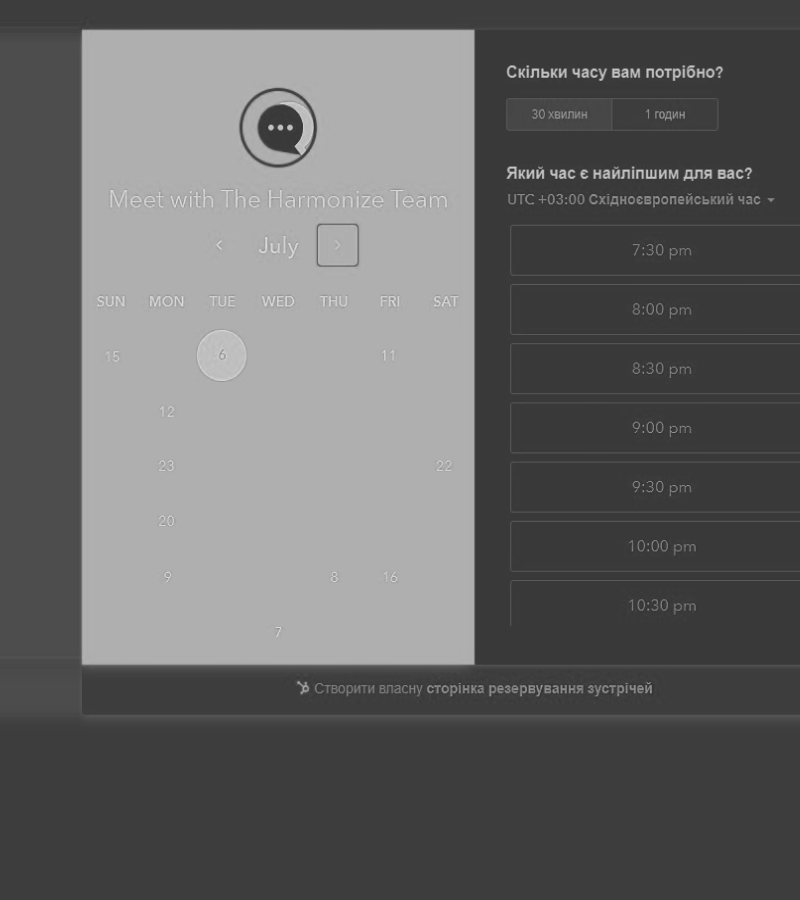 Meet with The Harmonize Team
July
SUN MON TUE WED THU FRI SAT
15 6 11
12
23 22
20
9 8 16
7
Скільки часу вам потрібно?
30 хвилин 1 годин
Який час є найліпшим для вас?
UTC +03:00 Східноєвропейський час
7:30 pm
8:00 pm
8:30 pm
9:00 pm
9:30 pm
10:00 pm
10:30 pm
Створити власну сторінка резервування зустрічей